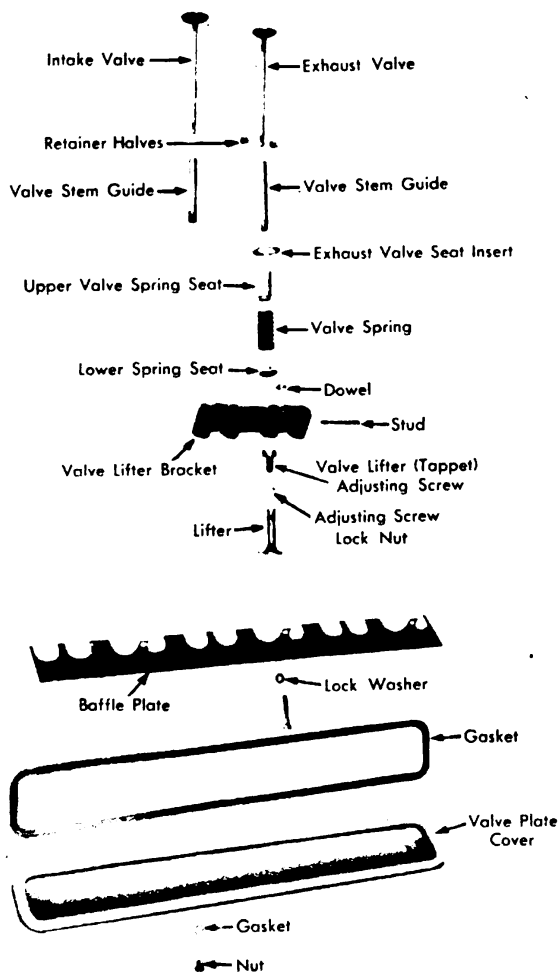 Intake Valve
Exhaust Valve
Retainer Halves
Valve Stem Guide
Valve Stem Guide
Exhaust Valve Seat Insert
Upper Valve Spring Seat
Valve Spring
Lower Spring Seat
Dowel
Stud
Valve Lifter Bracket
Valve Lifter (Tappet)
Adjusting Screw
Adjusting Screw
Lock Nut
Lifter
Baffle Plate
Lock Washer
Gasket
Valve Plate
Cover
Gasket
Nut